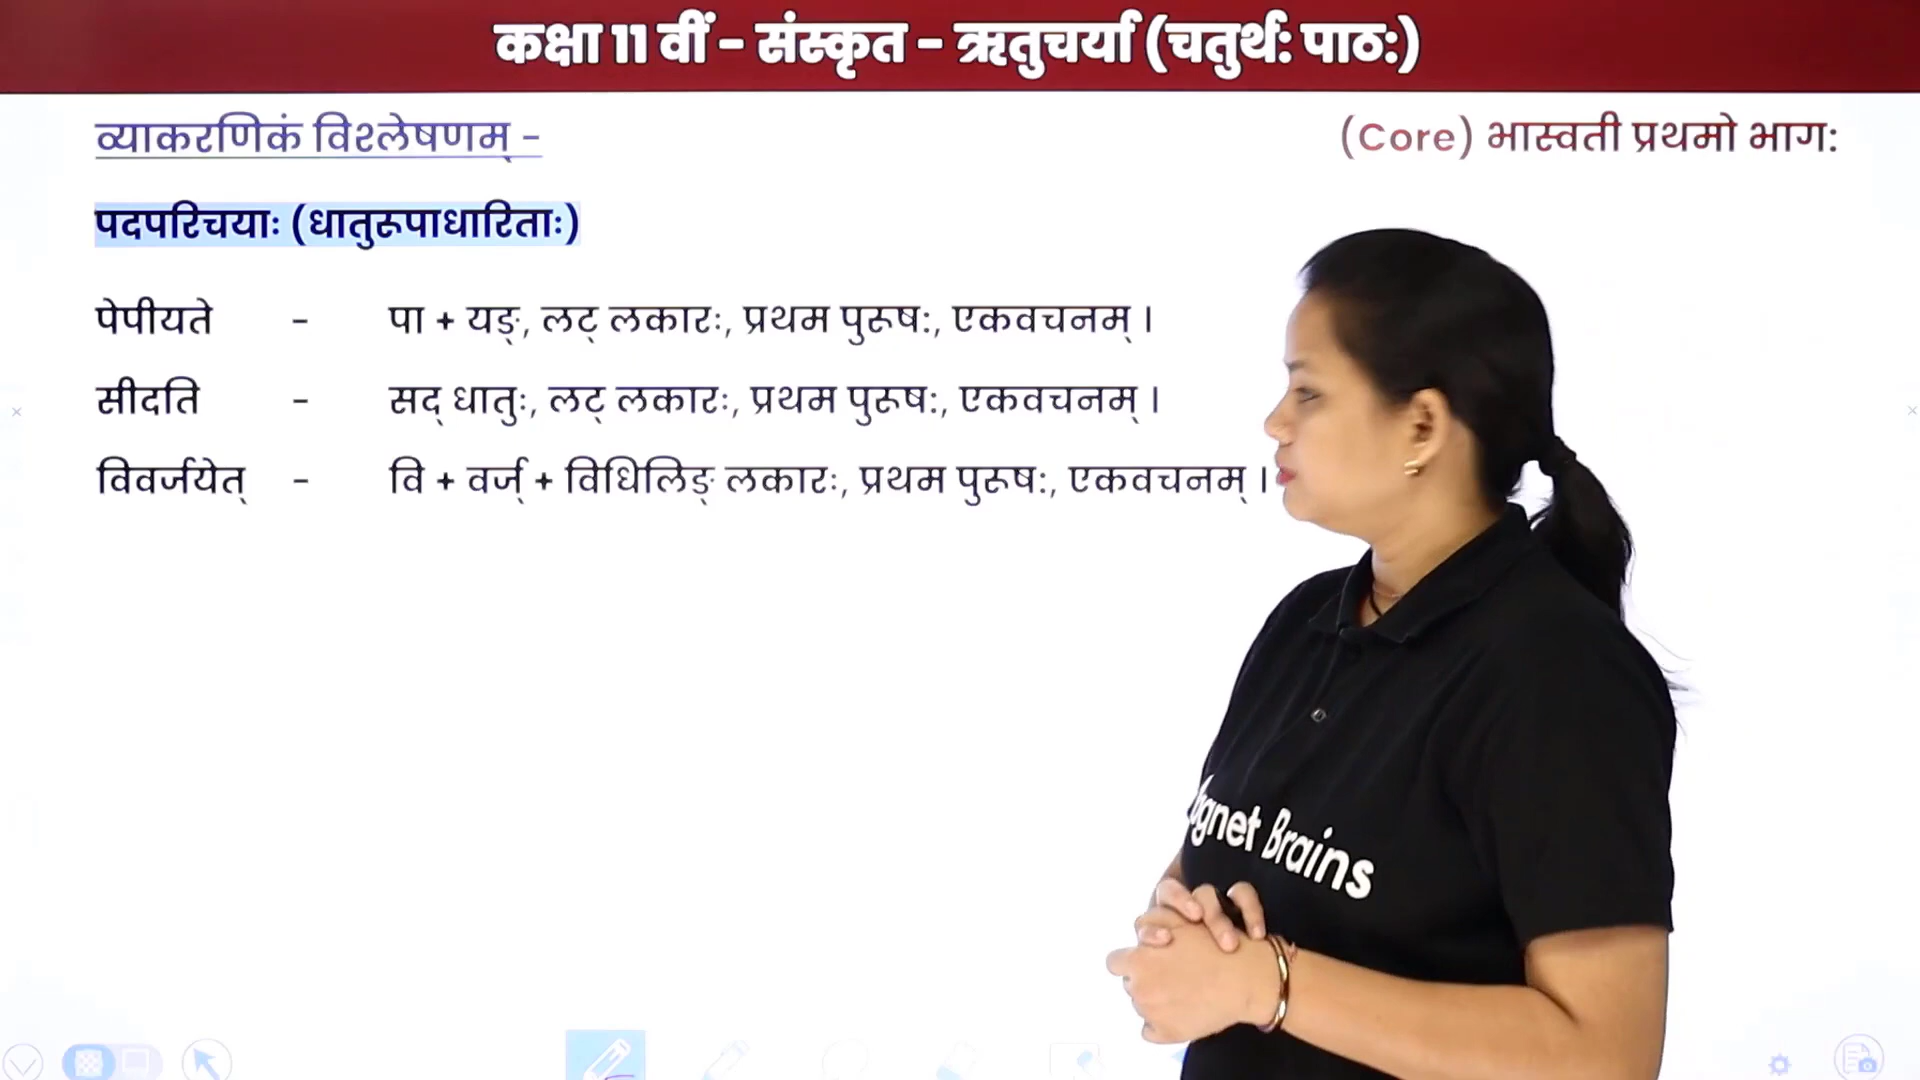 कक्षा 11 वीं - संस्कृत - ऋतुचर्या (चतुर्थ: पाठ:)
व्याकरणिकं विश्लेषणम् -
(Core) भास्वती प्रथमो भाग:
पदपरिचयाः (धातुरूपाधारिताः)
पेपीयते - पा + यङ्, लट् लकारः, प्रथम पुरूष:, एकवचनम् ।
सीदति - सद् धातुः, लट् लकारः, प्रथम पुरूष:, एकवचनम् ।
विवर्जयेत् - वि + वर्ज् + विधिलिङ् लकारः, प्रथम पुरूष:, एकवचनम् ।
Brains